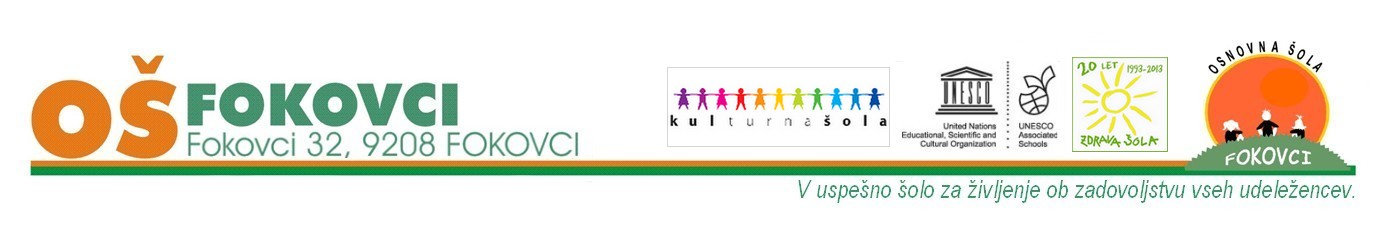 OŠ FOKOVCI
Fokovci 32, 9208 FOKOVCI
kulturnašola
UNESCO
United Nations
Educational, Scientific and
Cultural Organization
UNESCO
Associated
Schools
20 LET 1993-2013
ZDRAVA ŠOLA
OSNOVNA ŠOLA
FOKOVCI
V uspešno šolo za življenje ob zadovoljstvu vseh udeležencev.